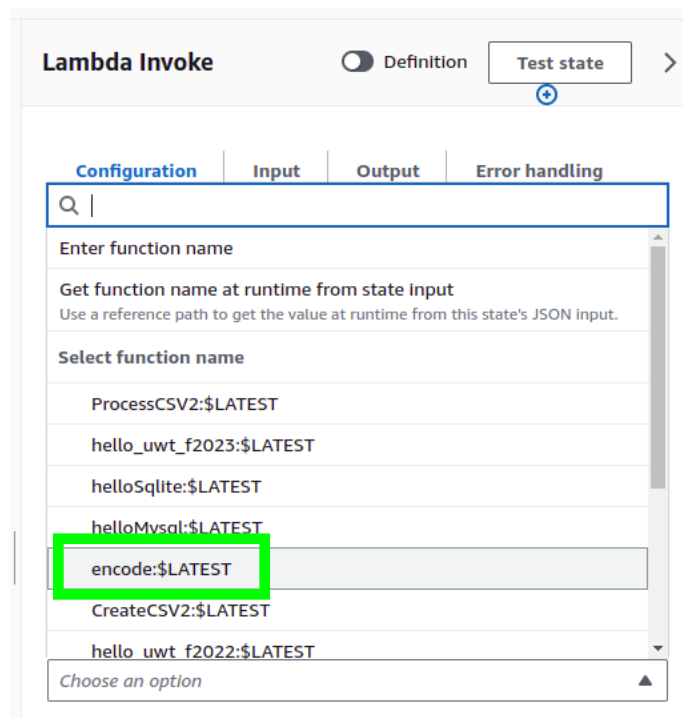 Lambda Invoke Definition Test state
Configuration Input Output Error handling
Enter function name
Get function name at runtime from state input
Use a reference path to get the value at runtime from this state's JSON input.
Select function name
ProcessCSV2:$LATEST
hello_uwt_f2023:$LATEST
helloSqlite:$LATEST
helloMysql:$LATEST
encode:$LATEST
CreateCSV2:$LATEST
hello_uwt_f2022:$LATEST
Choose an option